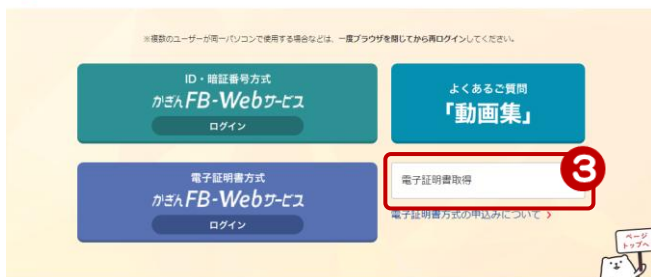 ※複数のユーザーが同一パソコンで使用する場合などは、一度ブラウザを閉じてから再ログインしてください。
ID・暗証番号方式
かぎんFB-Webサービス
ログイン
よくあるご質問
「動画集」
電子証明書方式
かぎんFB-Webサービス
ログイン
電子証明書取得
3
電子証明書方式の申込みについて >
ページ
トップへ